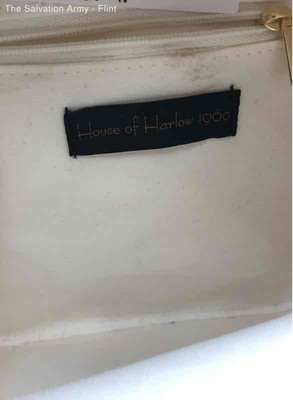 The Salvation Army - Flint
House of Harlow 1960